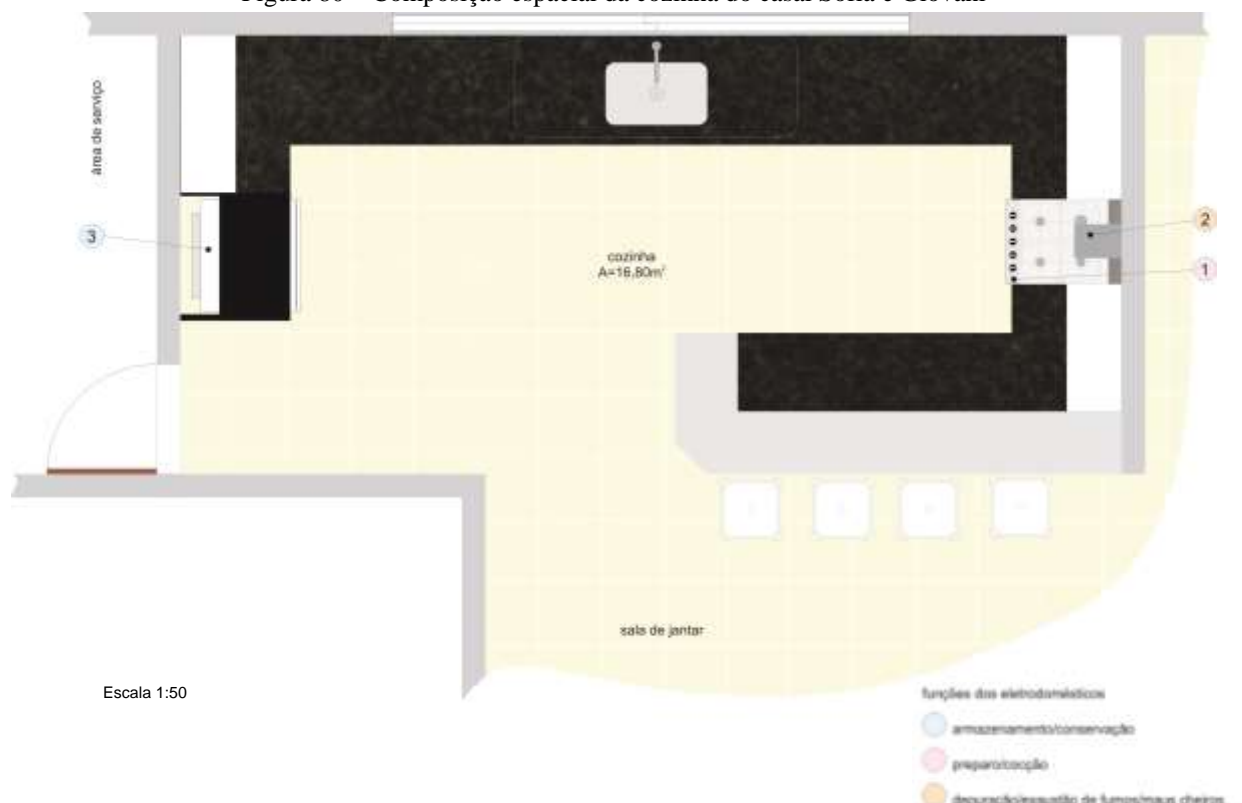 Figura 80 – Composição espacial da cozinha do casal Sofia e Giovani
área de serviço
3
2
1
cozinha
A=16,80m²
sala de jantar
Escala 1:50
funções dos eletrodomésticos
armazenamento/conservação
preparo/cocção
depuração/exaustão de fumos/maus cheiros